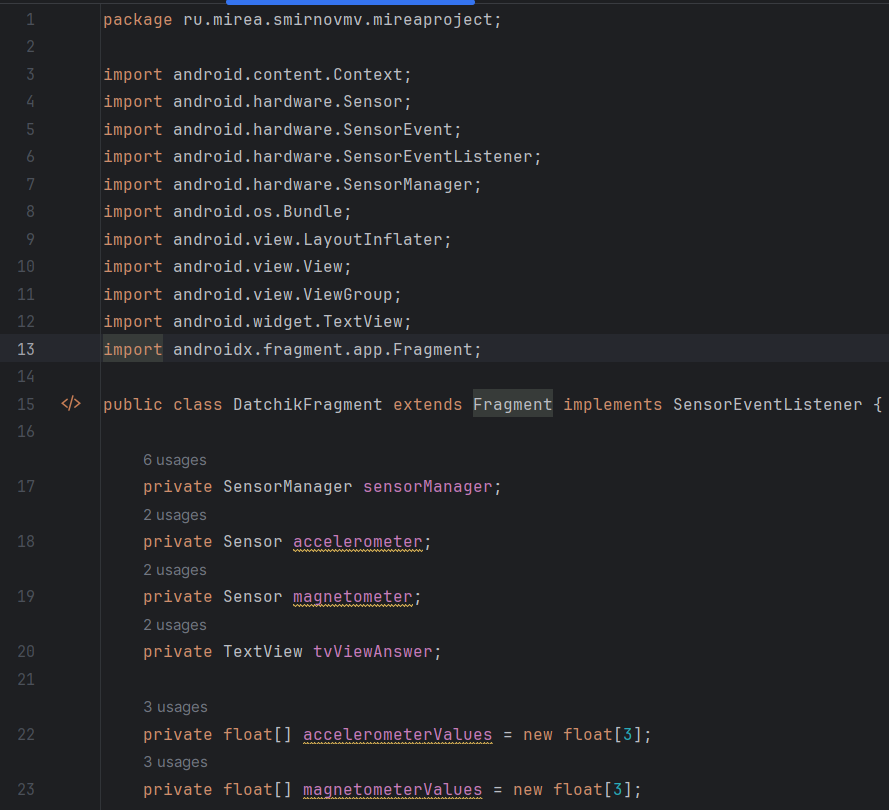 1 package ru.mirea.smirnovmv.mireaproject;
2
3 import android.content.Context;
4 import android.hardware.Sensor;
5 import android.hardware.SensorEvent;
6 import android.hardware.SensorEventListener;
7 import android.hardware.SensorManager;
8 import android.os.Bundle;
9 import android.view.LayoutInflater;
10 import android.view.View;
11 import android.view.ViewGroup;
12 import android.widget.TextView;
13 import androidx.fragment.app.Fragment;
14
15 </> public class DatchikFragment extends Fragment implements SensorEventListener {
16
6 usages
17 private SensorManager sensorManager;
2 usages
18 private Sensor accelerometer;
2 usages
19 private Sensor magnetometer;
2 usages
20 private TextView tvViewAnswer;
21
3 usages
22 private float[] accelerometerValues = new float[3];
3 usages
23 private float[] magnetometerValues = new float[3];